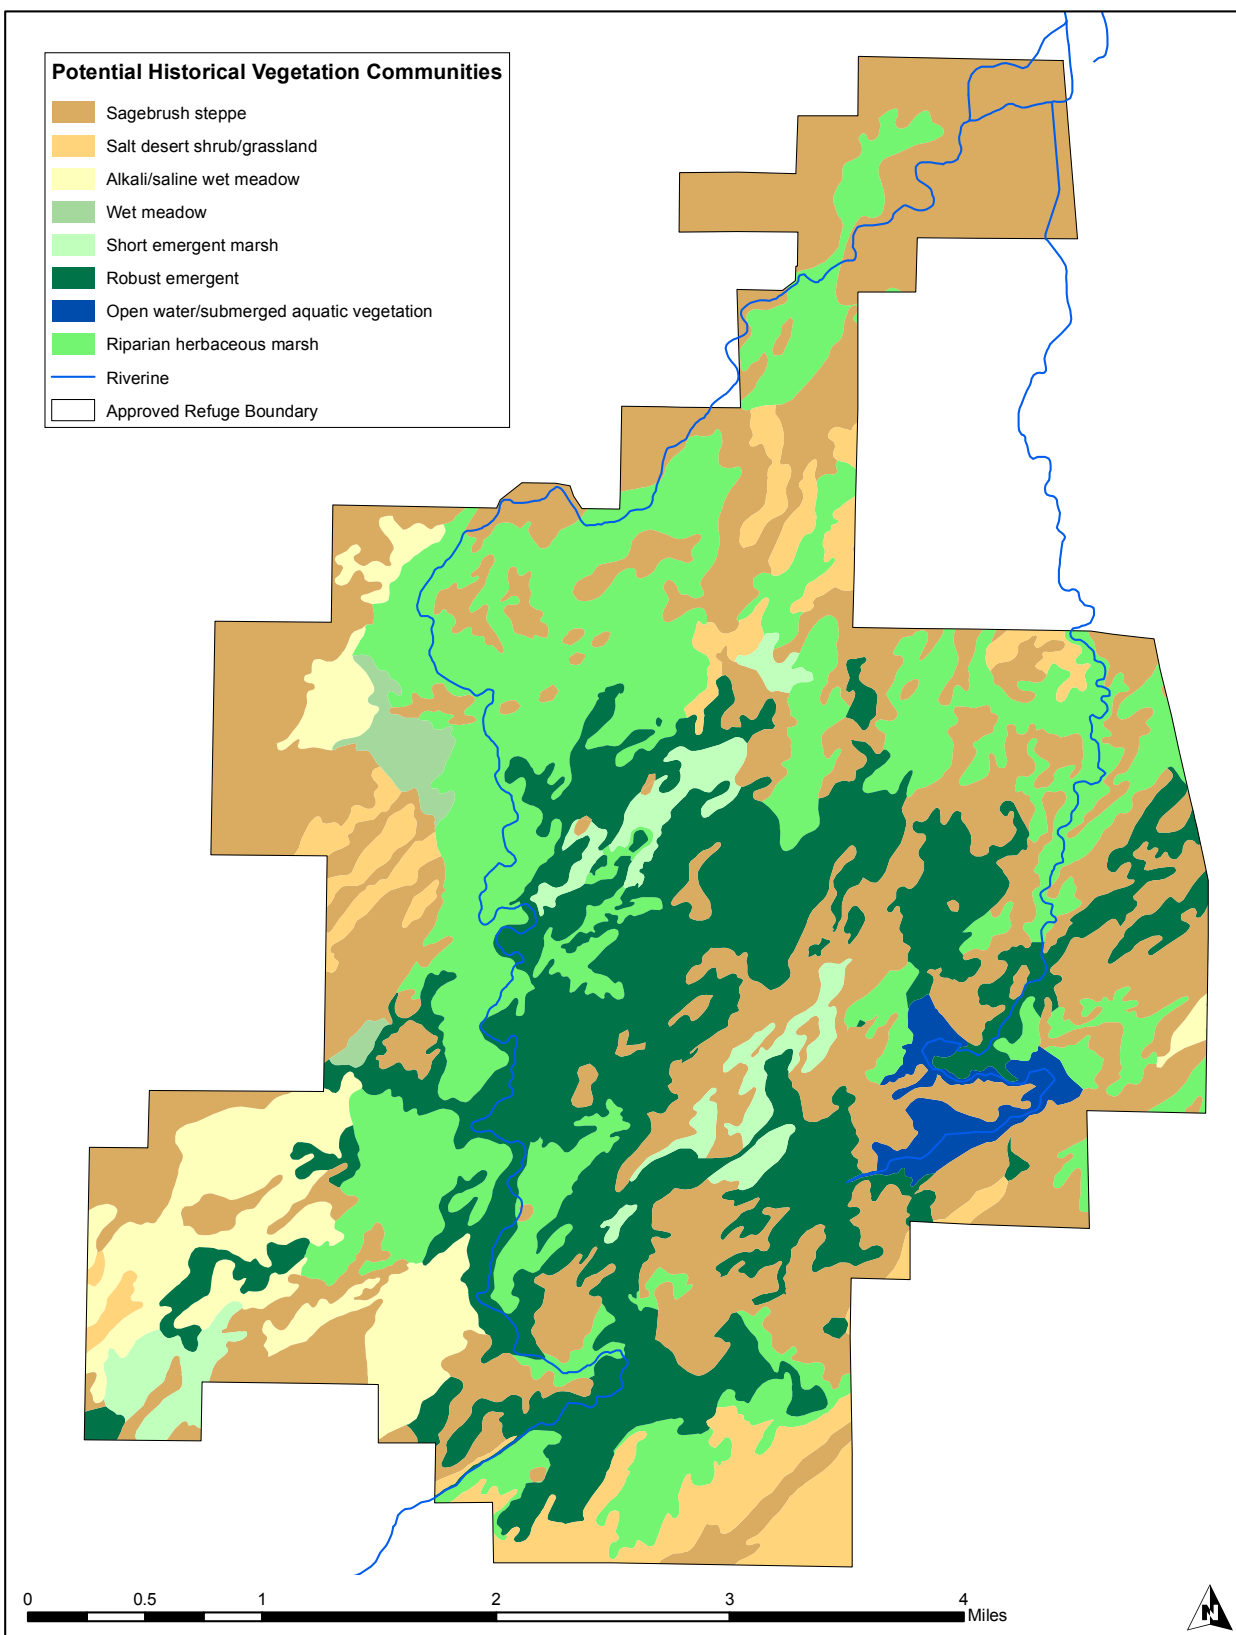 Potential Historical Vegetation Communities
Sagebrush steppe
Salt desert shrub/grassland
Alkali/saline wet meadow
Wet meadow
Short emergent marsh
Robust emergent
Open water/submerged aquatic vegetation
Riparian herbaceous marsh
Riverine
Approved Refuge Boundary
0 0.5 1 2 3 4
Miles
N